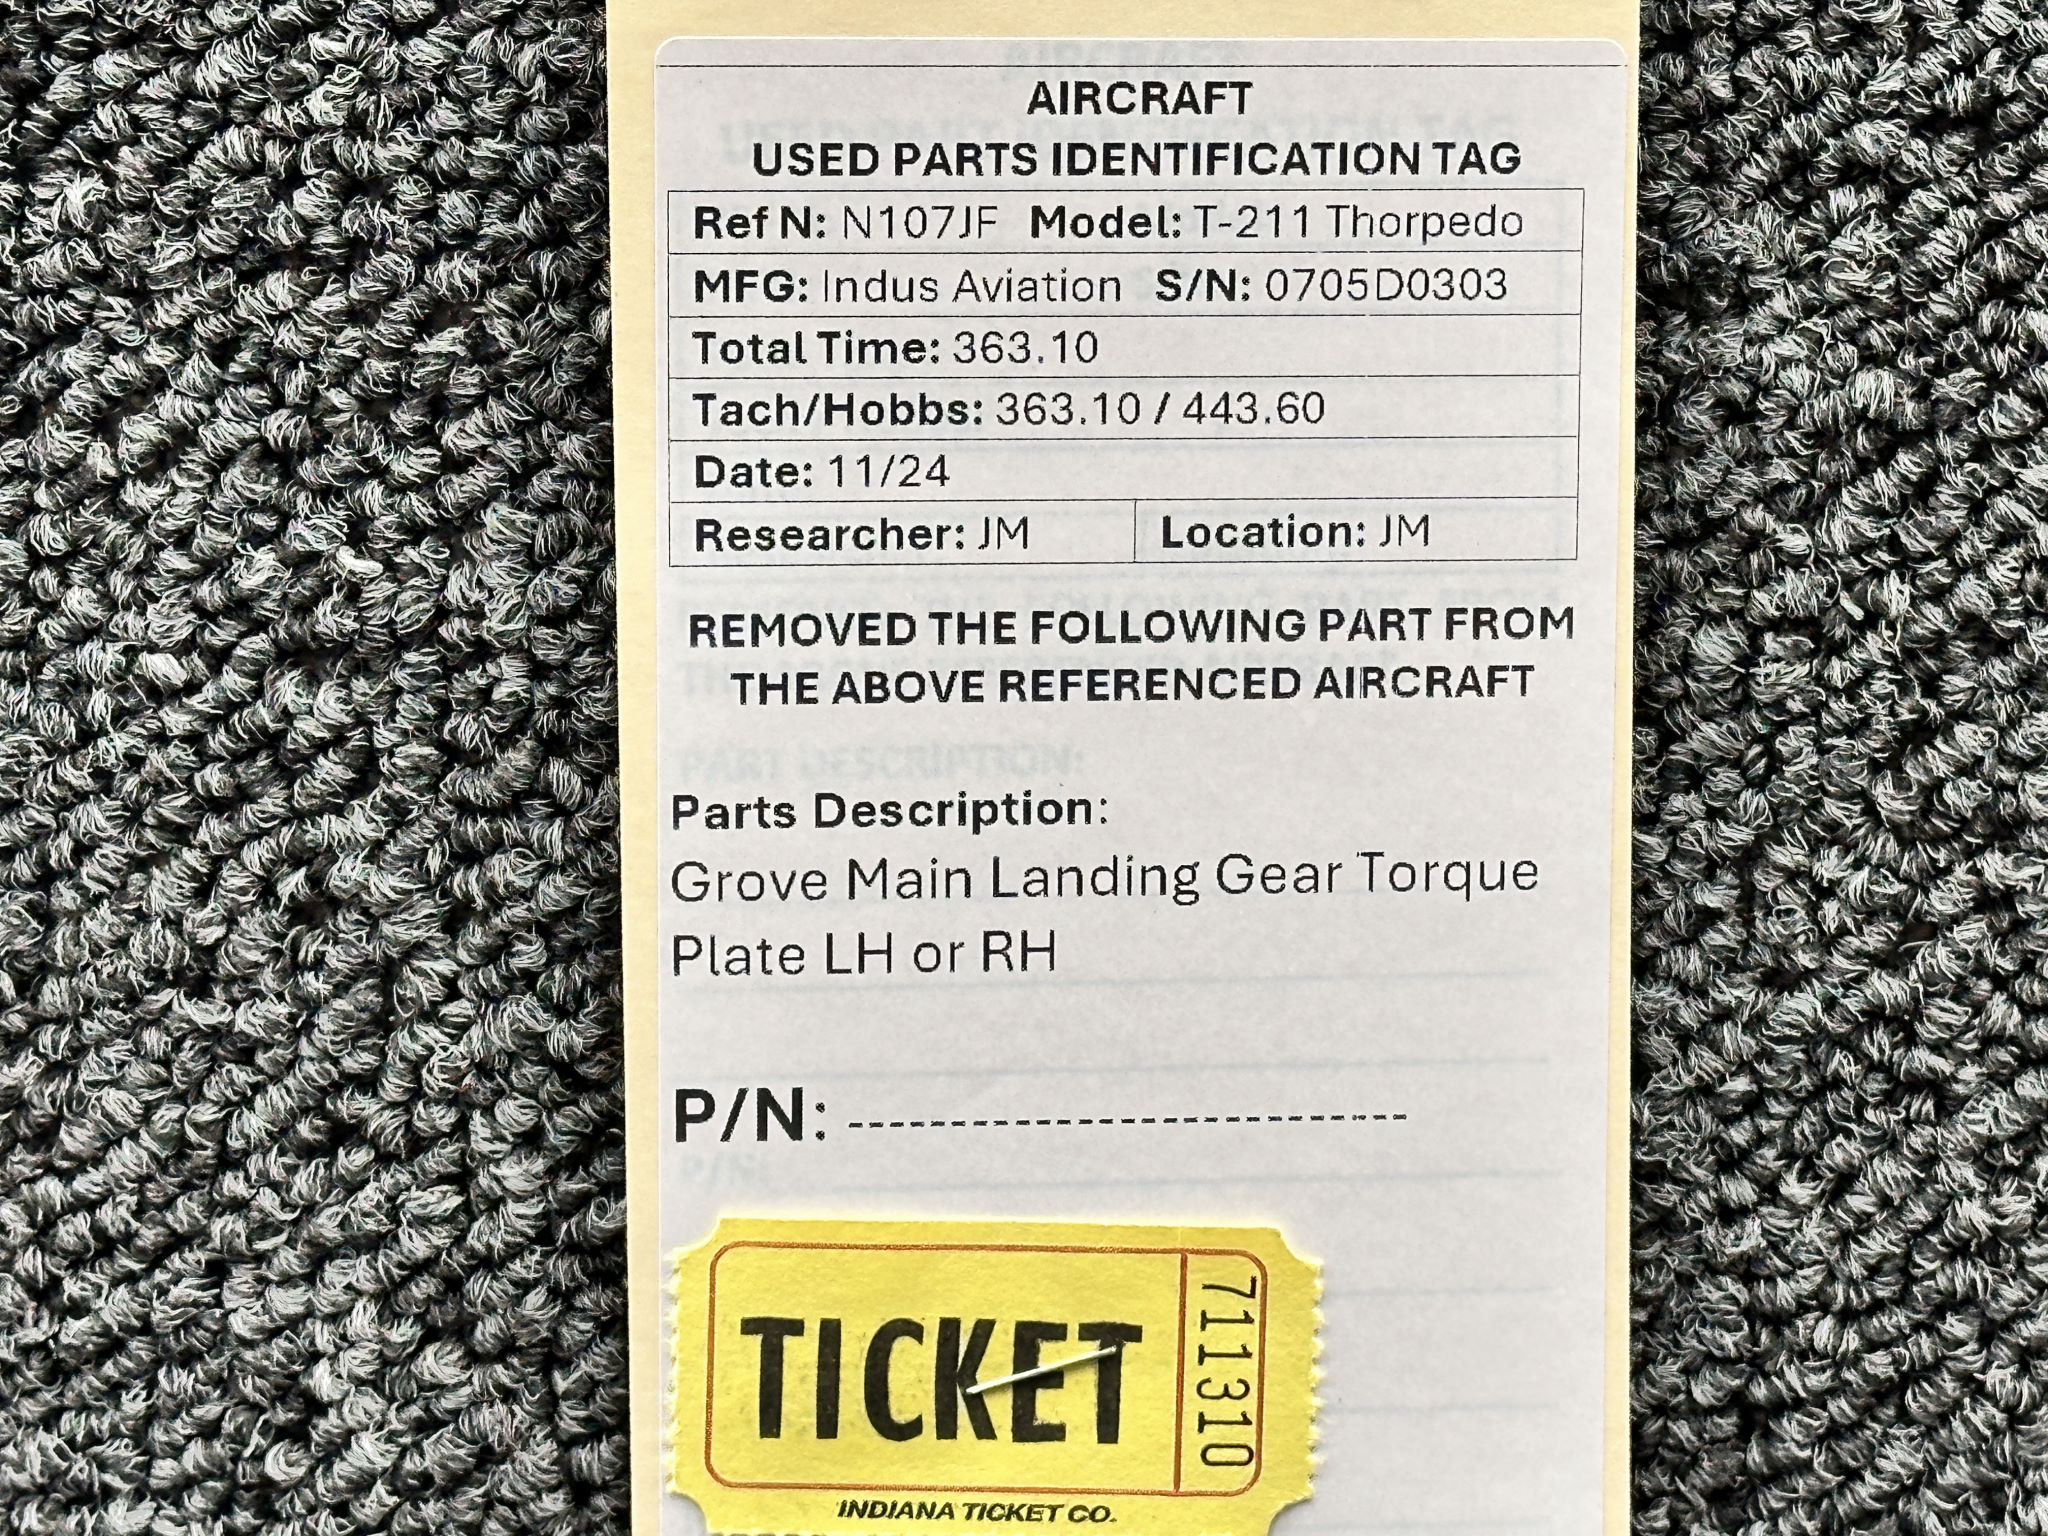 AIRCRAFT
USED PARTS IDENTIFICATION TAG
Ref N: N107JF Model: T-211 Thorpedo
MFG: Indus Aviation S/N: 0705D0303
Total Time: 363.10
Tach/Hobbs: 363.10 / 443.60
Date: 11/24
Researcher: JM Location: JM
REMOVED THE FOLLOWING PART FROM
THE ABOVE REFERENCED AIRCRAFT
PART DESCRIPTION:
Parts Description:
Grove Main Landing Gear Torque
Plate LH or RH
P/N: ----------------------------
P/N:
TICKET
711310
INDIANA TICKET CO.